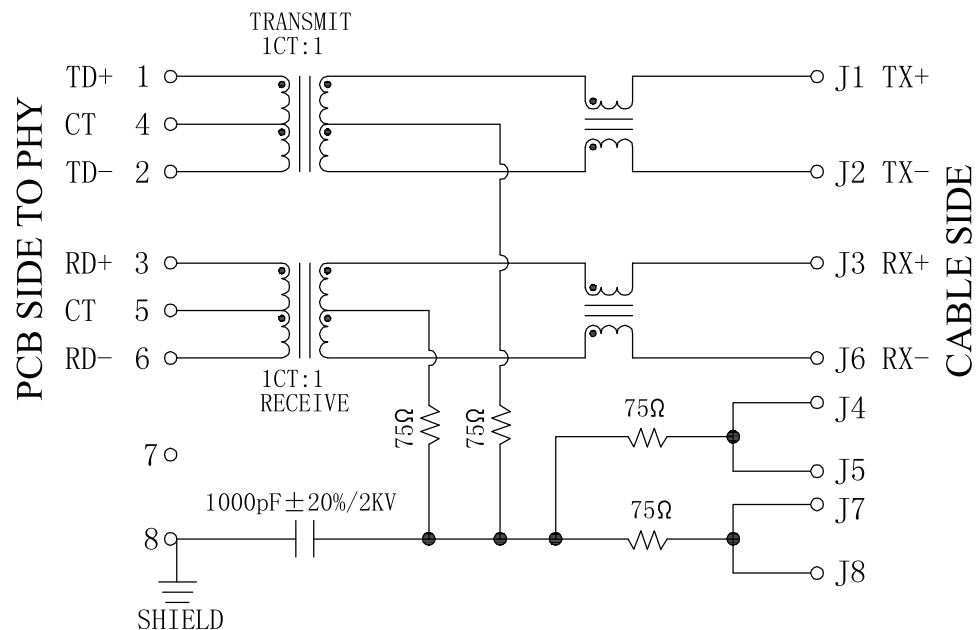 TRANSMIT
1CT:1
PCB SIDE TO PHY
TD+ 1
CT 4
TD- 2
RD+ 3
CT 5
RD- 6
1CT:1
RECEIVE
7
8
1000pF±20%/2KV
SHIELD
75Ω
75Ω
75Ω
75Ω
J1 TX+
J2 TX-
J3 RX+
J6 RX-
J4
J5
J7
J8
CABLE SIDE